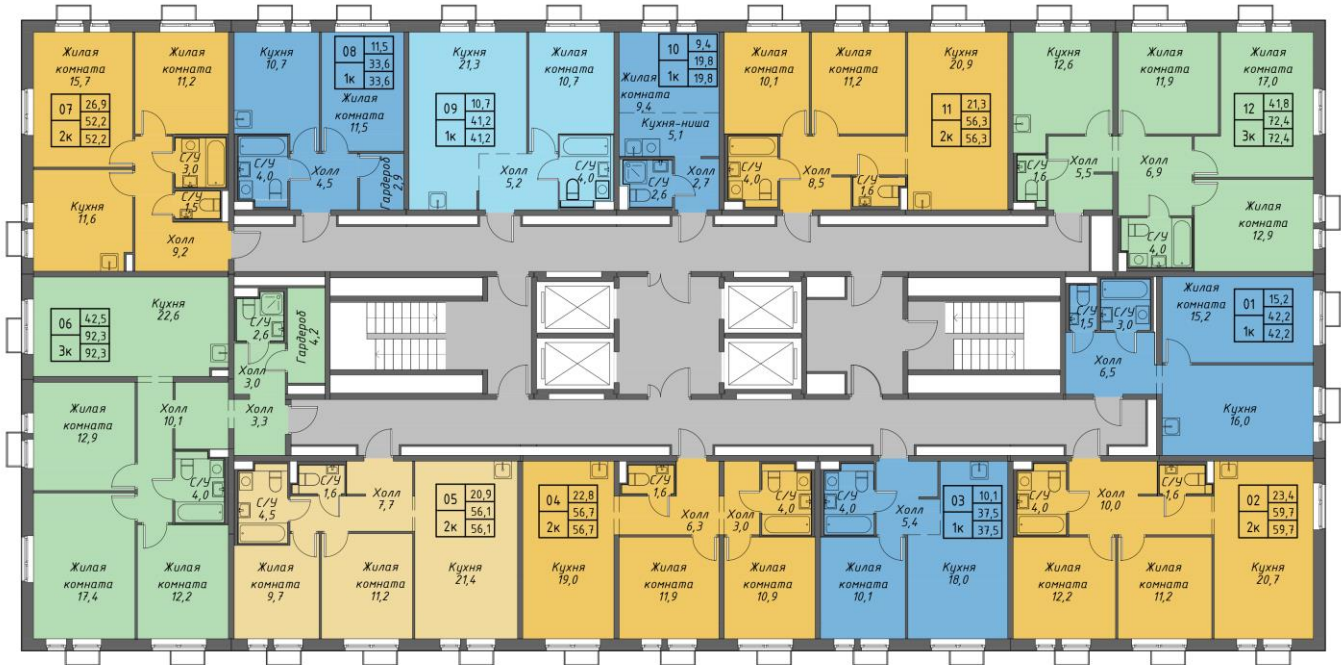 Жилая
комната
15,7
07
26,9
52,2
2к
52,2
Жилая
комната
11,2
С/У
3,0
С/У
1,5
Кухня
11,6
Холл
9,2
Кухня
10,7
08
11,5
33,6
1к
33,6
Жилая
комната
11,5
С/У
4,0
Холл
4,5
Гардероб
2,9
Кухня
21,3
09
10,7
41,2
1к
41,2
Жилая
комната
10,7
Холл
5,2
С/У
4,0
10
9,4
19,8
1к
19,8
Жилая
комната
9,4
Кухня-ниша
5,1
С/У
2,6
Холл
2,7
Жилая
комната
10,1
Жилая
комната
11,2
Кухня
20,9
11
21,3
56,3
2к
56,3
С/У
4,0
Холл
8,5
С/У
1,6
Кухня
12,6
Жилая
комната
11,9
Жилая
комната
17,0
12
41,8
72,4
3к
72,4
С/У
1,6
Холл
5,5
Холл
6,9
С/У
4,0
Жилая
комната
12,9
Кухня
22,6
06
42,5
92,3
3к
92,3
С/У
2,6
Гардероб
4,2
Холл
3,0
Холл
3,3
Жилая
комната
12,9
Холл
10,1
С/У
4,0
Жилая
комната
17,4
Жилая
комната
12,2
С/У
1,5
С/У
3,0
Холл
6,5
Жилая
комната
15,2
01
15,2
42,2
1к
42,2
Кухня
16,0
С/У
4,5
С/У
1,6
Холл
7,7
05
20,9
56,1
2к
56,1
Жилая
комната
9,7
Жилая
комната
11,2
Кухня
21,4
04
22,8
56,7
2к
56,7
С/У
1,6
Холл
6,3
Холл
3,0
С/У
4,0
Кухня
19,0
Жилая
комната
11,9
Жилая
комната
10,9
С/У
4,0
Холл
5,4
03
10,1
37,5
1к
37,5
Жилая
комната
10,1
Кухня
18,0
С/У
4,0
Холл
10,0
С/У
1,6
02
23,4
59,7
2к
59,7
Жилая
комната
12,2
Жилая
комната
11,2
Кухня
20,7